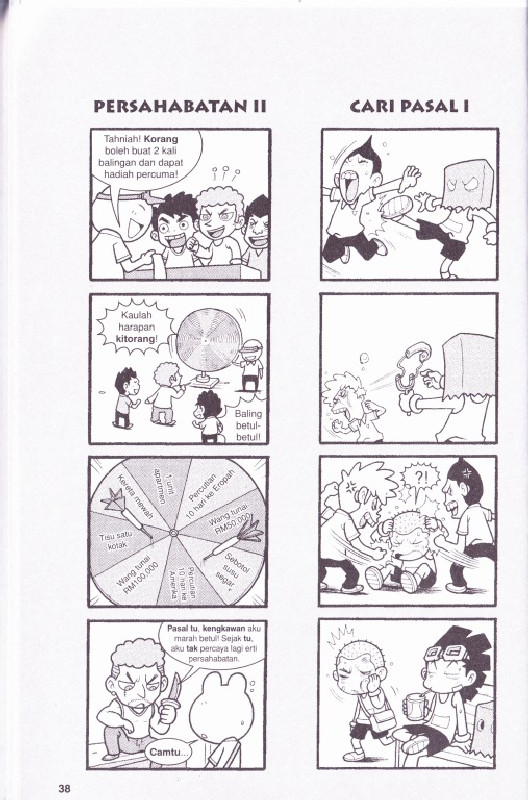 PERSAHABATAN II
Tahniah! Korang
boleh buat 2 kali
balingan dan dapat
hadiah percuma!!
Kaulah
harapan
kitorang!
Baling
betul-
betul!
Kereta mewah
1 unit
apartmen
Percutian
10 hari ke Eropah
Wang tunai
RM50,000
Sebotol
susu
segar
Percutian
10 hari ke
Amerika
Wang tunai
RM100,000
Tisu satu
kotak
Pasal tu, kengkawan aku
marah betul! Sejak tu,
aku tak percaya lagi erti
persahabatan.
Camtu...
CARI PASAL I
?!
38